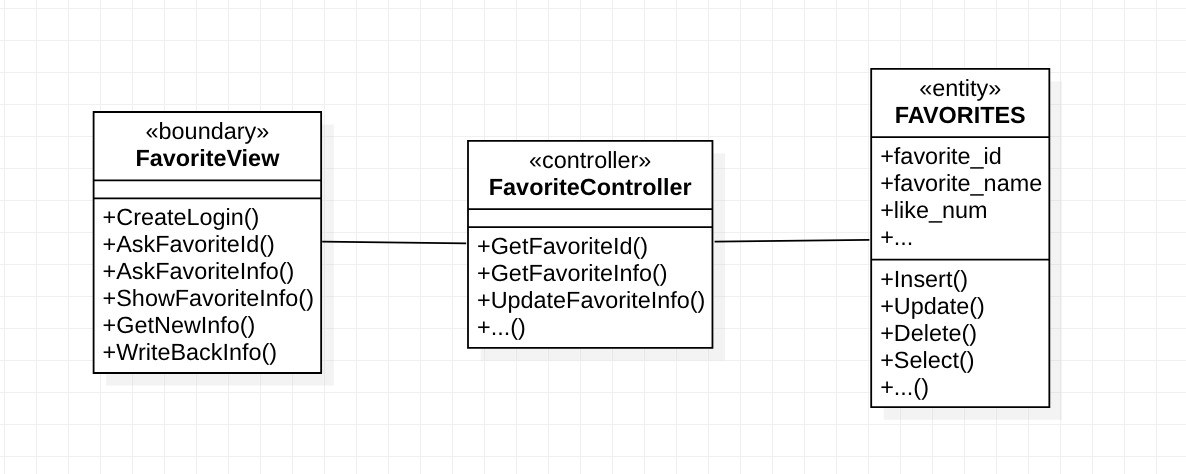 «boundary»
FavoriteView
+CreateLogin()
+AskFavoriteId()
+AskFavoriteInfo()
+ShowFavoriteInfo()
+GetNewInfo()
+WriteBackInfo()
«controller»
FavoriteController
+GetFavoriteId()
+GetFavoriteInfo()
+UpdateFavoriteInfo()
+...()
«entity»
FAVORITES
+favorite_id
+favorite_name
+like_num
+...
+Insert()
+Update()
+Delete()
+Select()
+...()